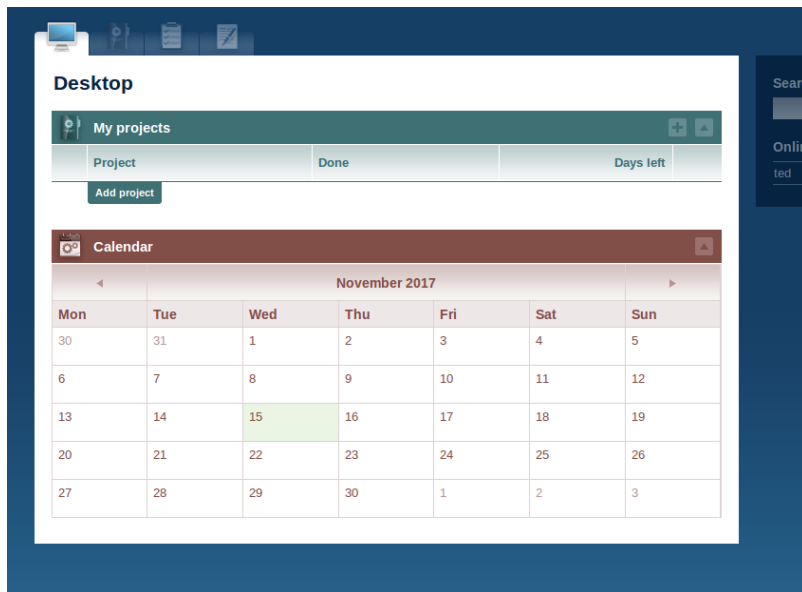 Desktop
My projects
Project Done Days left
Add project
Calendar
November 2017
Mon Tue Wed Thu Fri Sat Sun
30 31 1 2 3 4 5
6 7 8 9 10 11 12
13 14 15 16 17 18 19
20 21 22 23 24 25 26
27 28 29 30 1 2 3
Sear
Onlin
ted